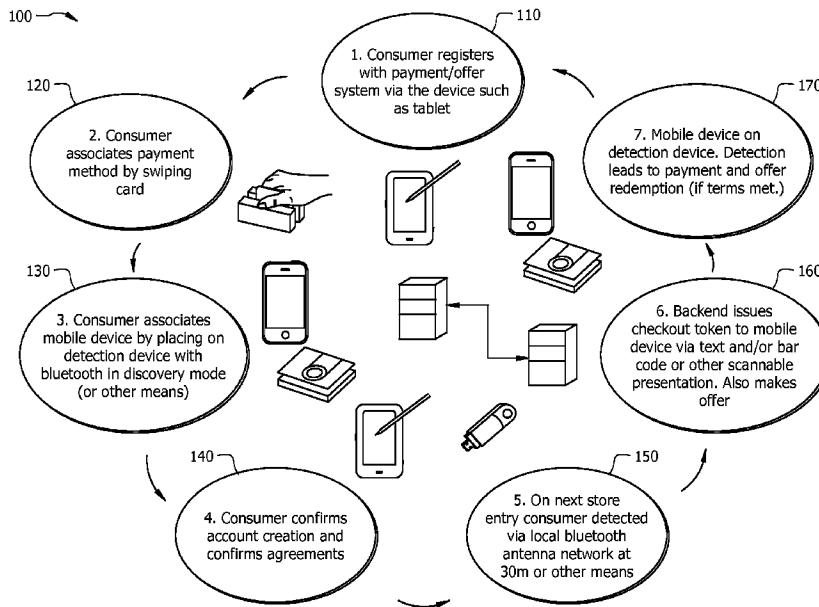 100
110
1. Consumer registers
with payment/offer
system via the device such
as tablet
120
2. Consumer
associates payment
method by swiping
card
130
3. Consumer associates
mobile device by placing on
detection device with
bluetooth in discovery mode
(or other means)
140
4. Consumer confirms
account creation and
confirms agreements
150
5. On next store
entry consumer detected
via local bluetooth
antenna network at
30m or other means
160
6. Backend issues
checkout token to mobile
device via text and/or bar
code or other scannable
presentation. Also makes
offer
170
7. Mobile device on
detection device. Detection
leads to payment and offer
redemption (if terms met.)